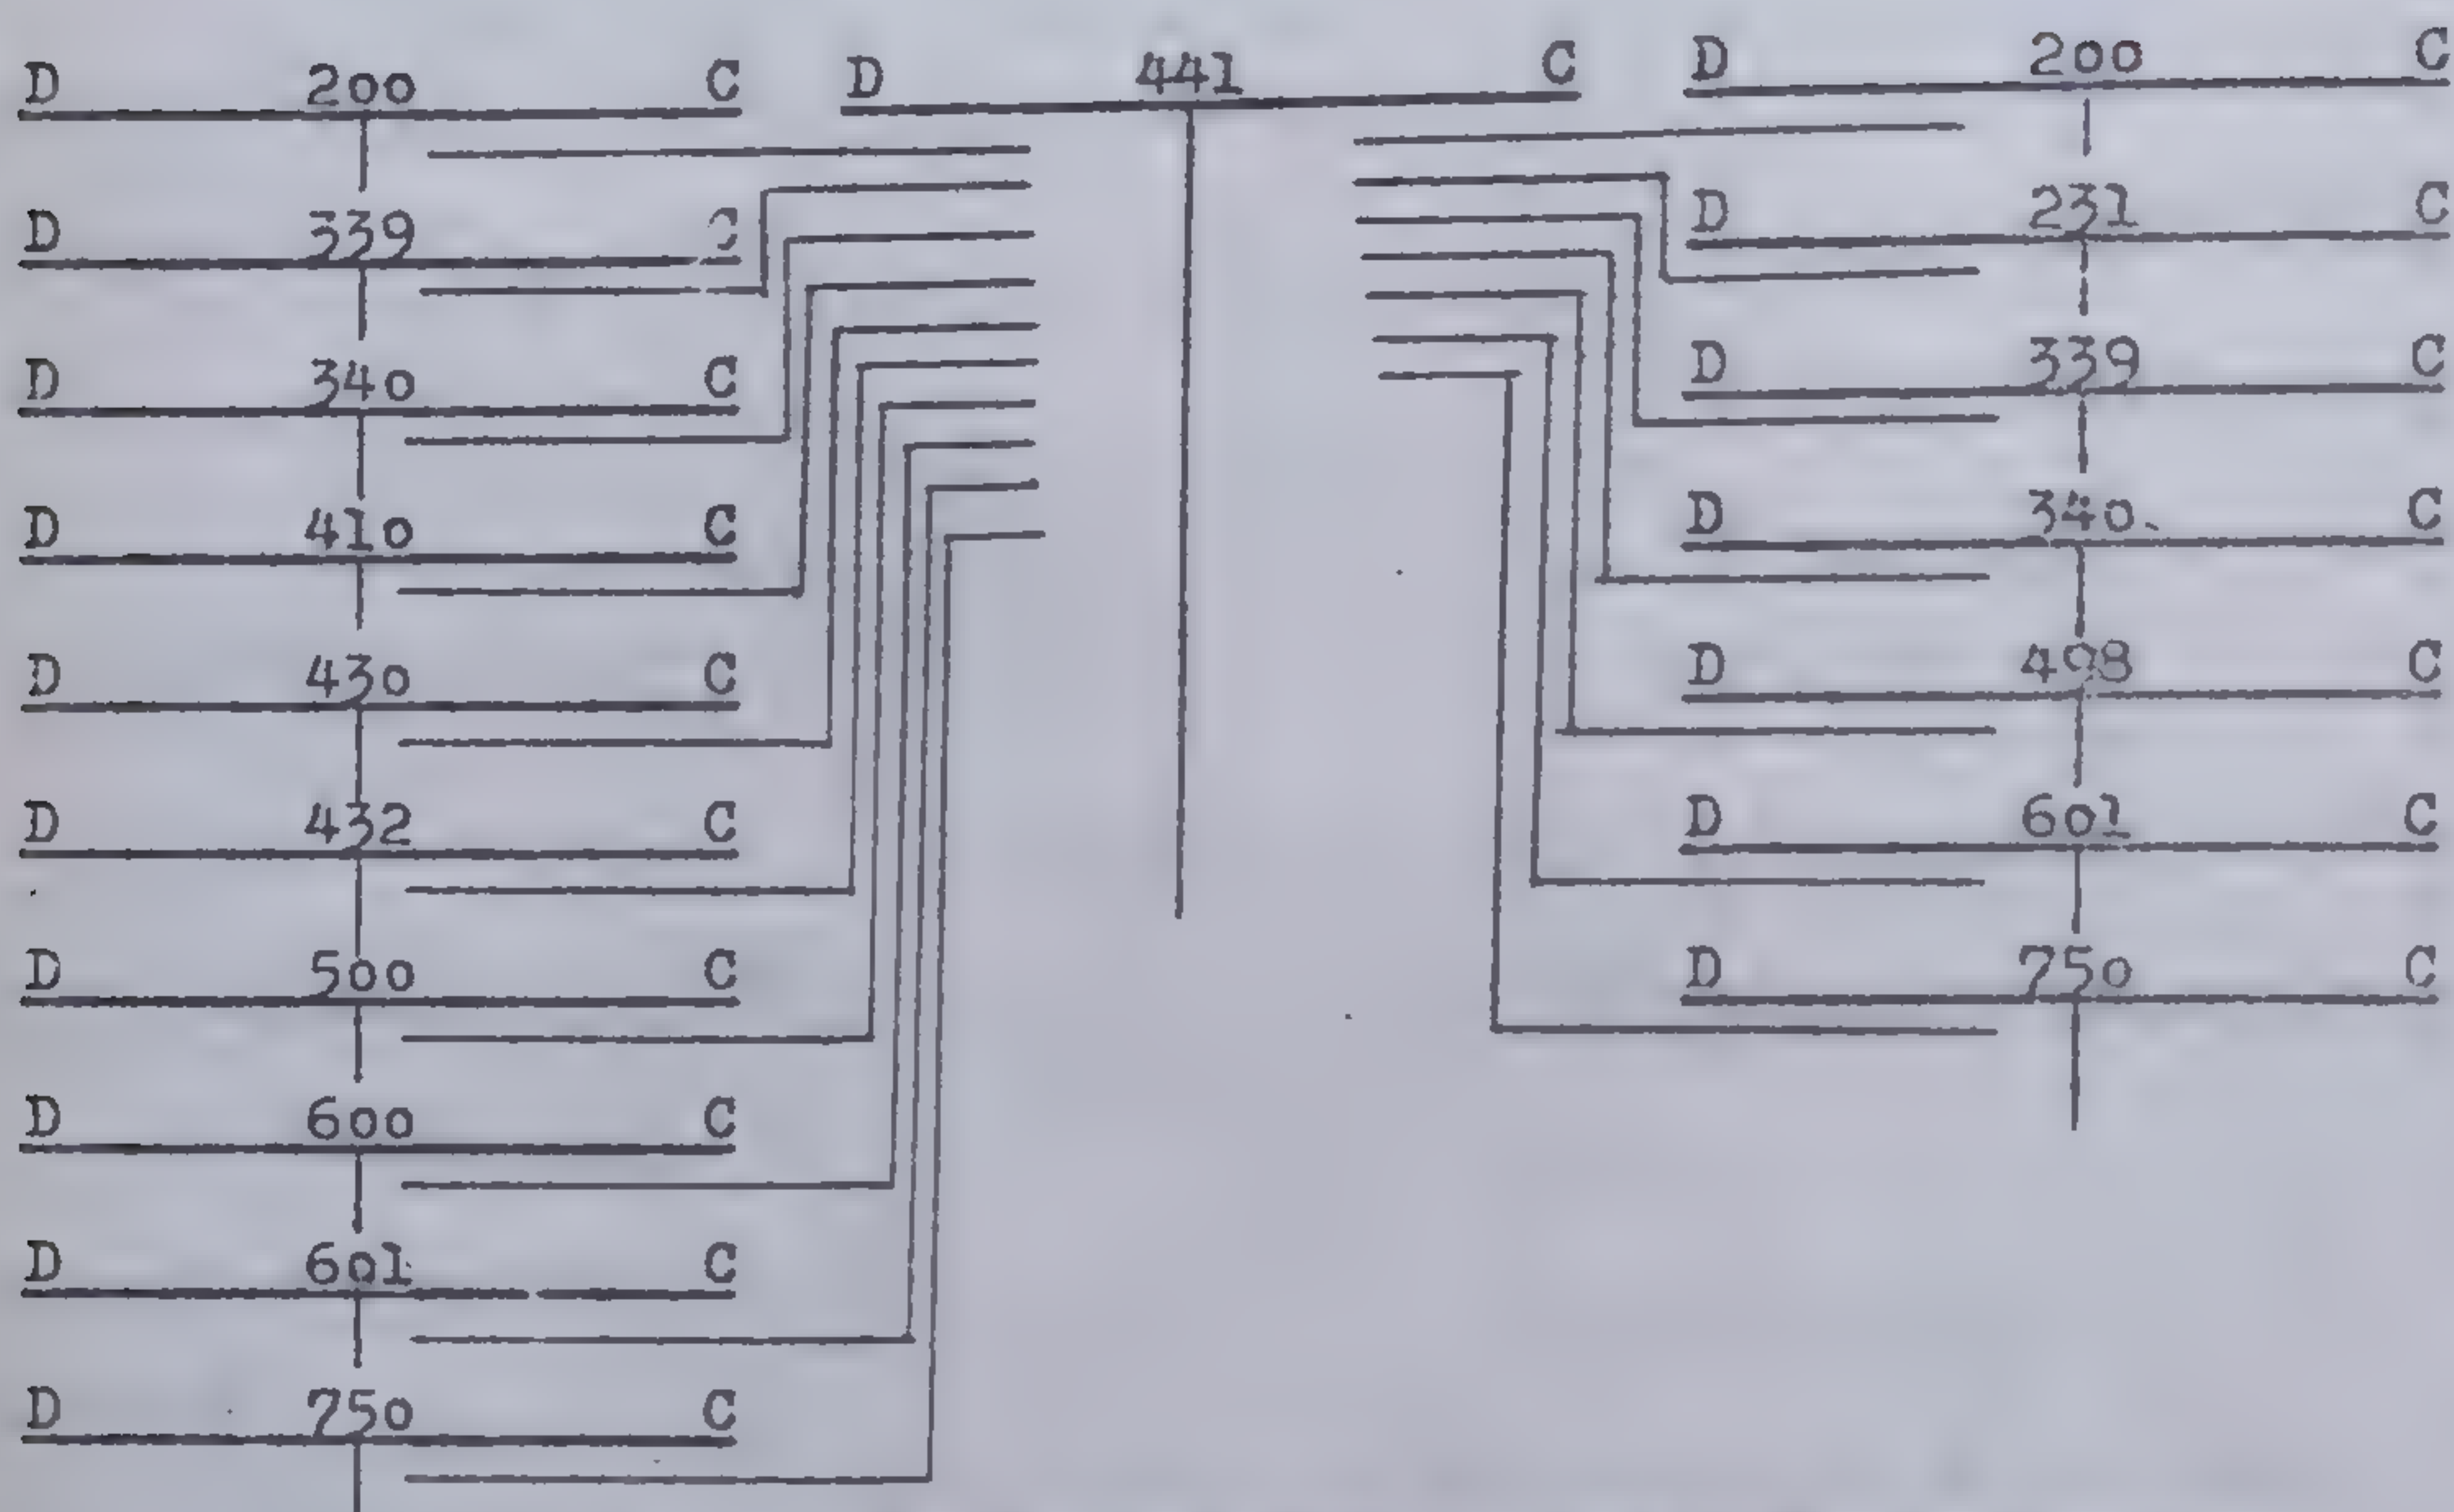 D 200 C
D 339 C
D 340 C
D 410 C
D 430 C
D 432 C
D 500 C
D 600 C
D 601 C
D 750 C
D 441 C
D 200 C
D 231 C
D 339 C
D 340. C
D 498 C
D 601 C
D 750 C